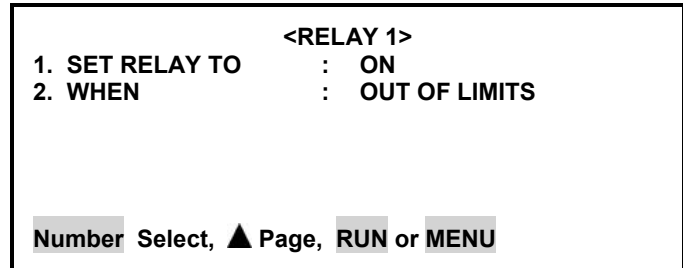 <RELAY 1>
1. SET RELAY TO : ON
2. WHEN : OUT OF LIMITS
Number Select, ▲ Page, RUN or MENU